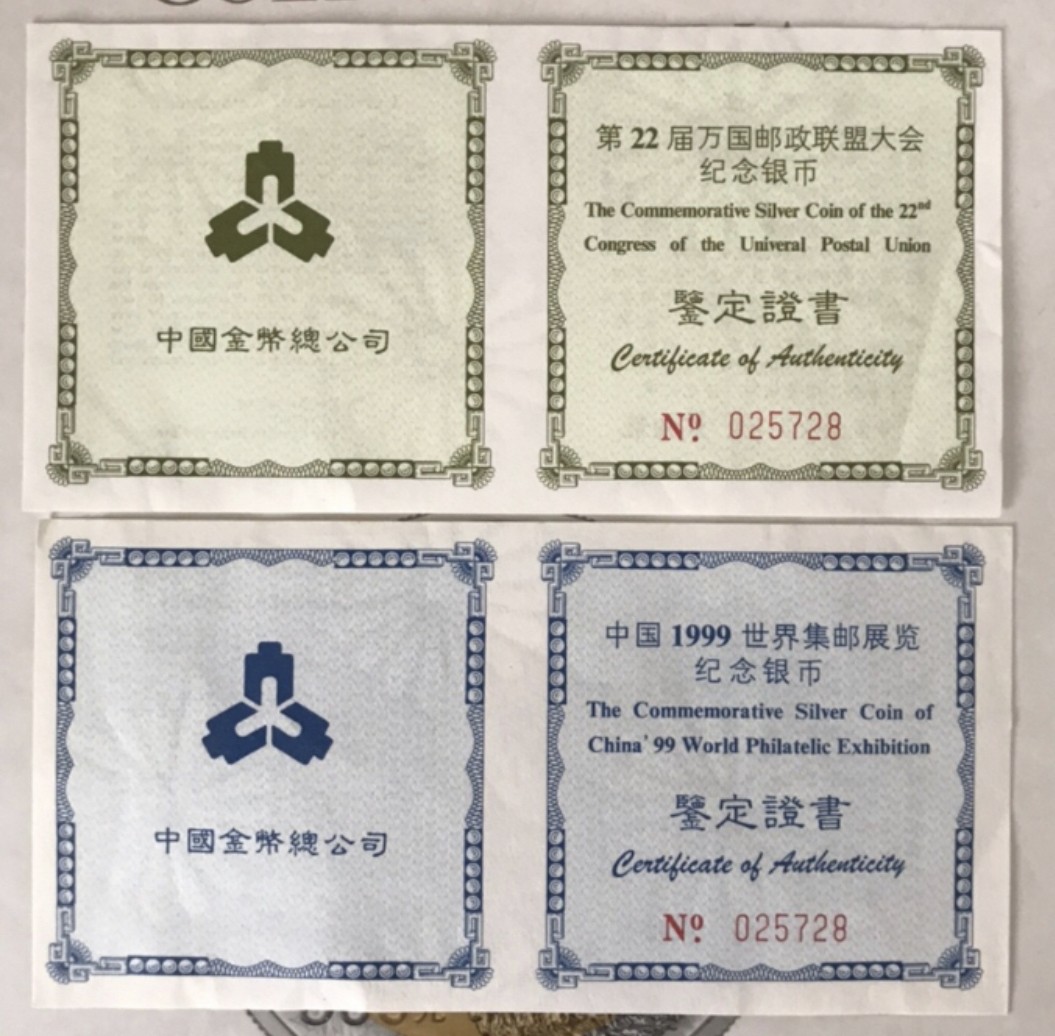 中國金幣總公司
第22届万国邮政联盟大会
纪念银币
The Commemorative Silver Coin of the 22nd
Congress of the Univeral Postal Union
鑒定證書
Certificate of Authenticity
Nº 025728
中國金幣總公司
中国1999世界集邮展览
纪念银币
The Commemorative Silver Coin of
China'99 World Philatelic Exhibition
鑒定證書
Certificate of Authenticity
Nº 025728